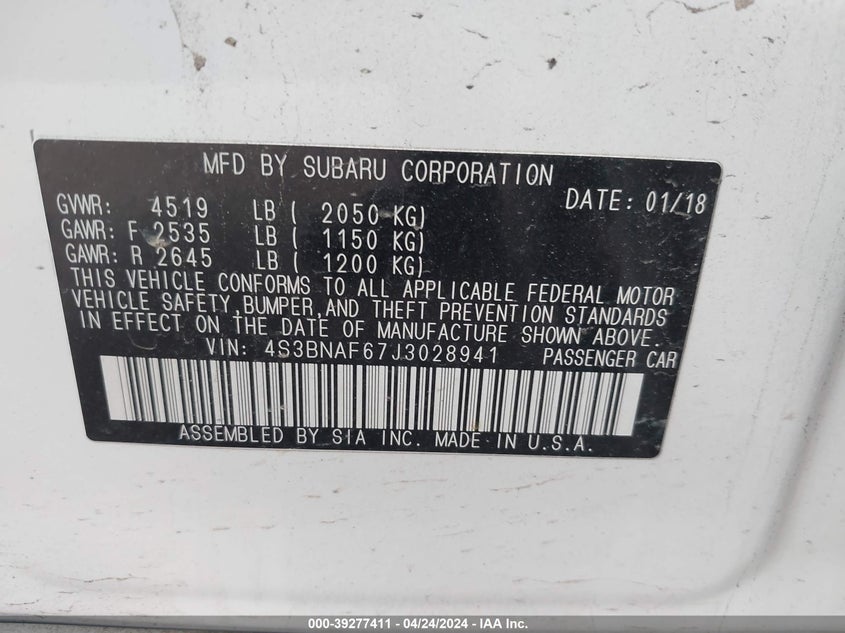 MFD BY SUBARU CORPORATION
DATE: 01/18
GVWR: 4519 LB ( 2050 KG)
GAWR: F 2535 LB ( 1150 KG)
GAWR: R 2645 LB ( 1200 KG)
THIS VEHICLE CONFORMS TO ALL APPLICABLE FEDERAL MOTOR
VEHICLE SAFETY, BUMPER, AND THEFT PREVENTION STANDARDS
IN EFFECT ON THE DATE OF MANUFACTURE SHOWN ABOVE.
VIN: 4S3BNAF67J3028941 PASSENGER CAR
ASSEMBLED BY SIA INC. MADE IN U.S.A.
000-39277411 - 04/24/2024 - IAA Inc.